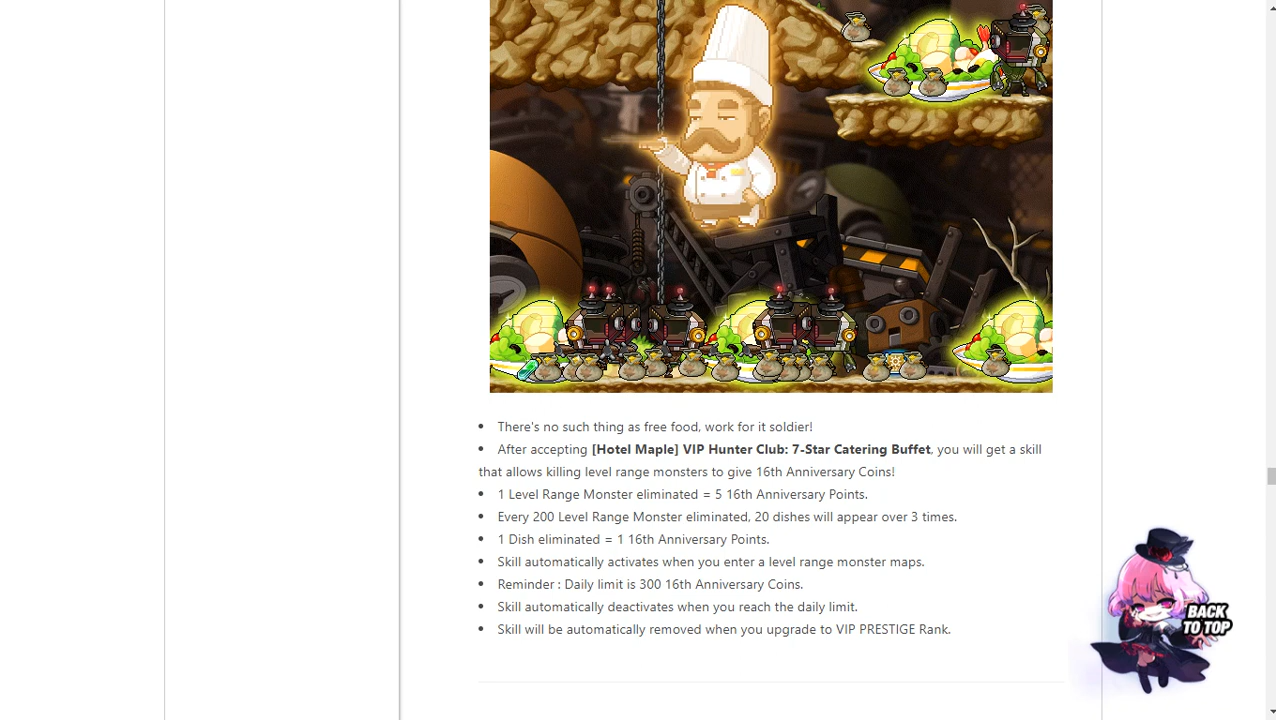 • There's no such thing as free food, work for it soldier!
• After accepting [Hotel Maple] VIP Hunter Club: 7-Star Catering Buffet, you will get a skill
that allows killing level range monsters to give 16th Anniversary Coins!
• 1 Level Range Monster eliminated = 5 16th Anniversary Points.
• Every 200 Level Range Monster eliminated, 20 dishes will appear over 3 times.
• 1 Dish eliminated = 1 16th Anniversary Points.
• Skill automatically activates when you enter a level range monster maps.
• Reminder : Daily limit is 300 16th Anniversary Coins.
• Skill automatically deactivates when you reach the daily limit.
• Skill will be automatically removed when you upgrade to VIP PRESTIGE Rank.
BACK
TO TOP